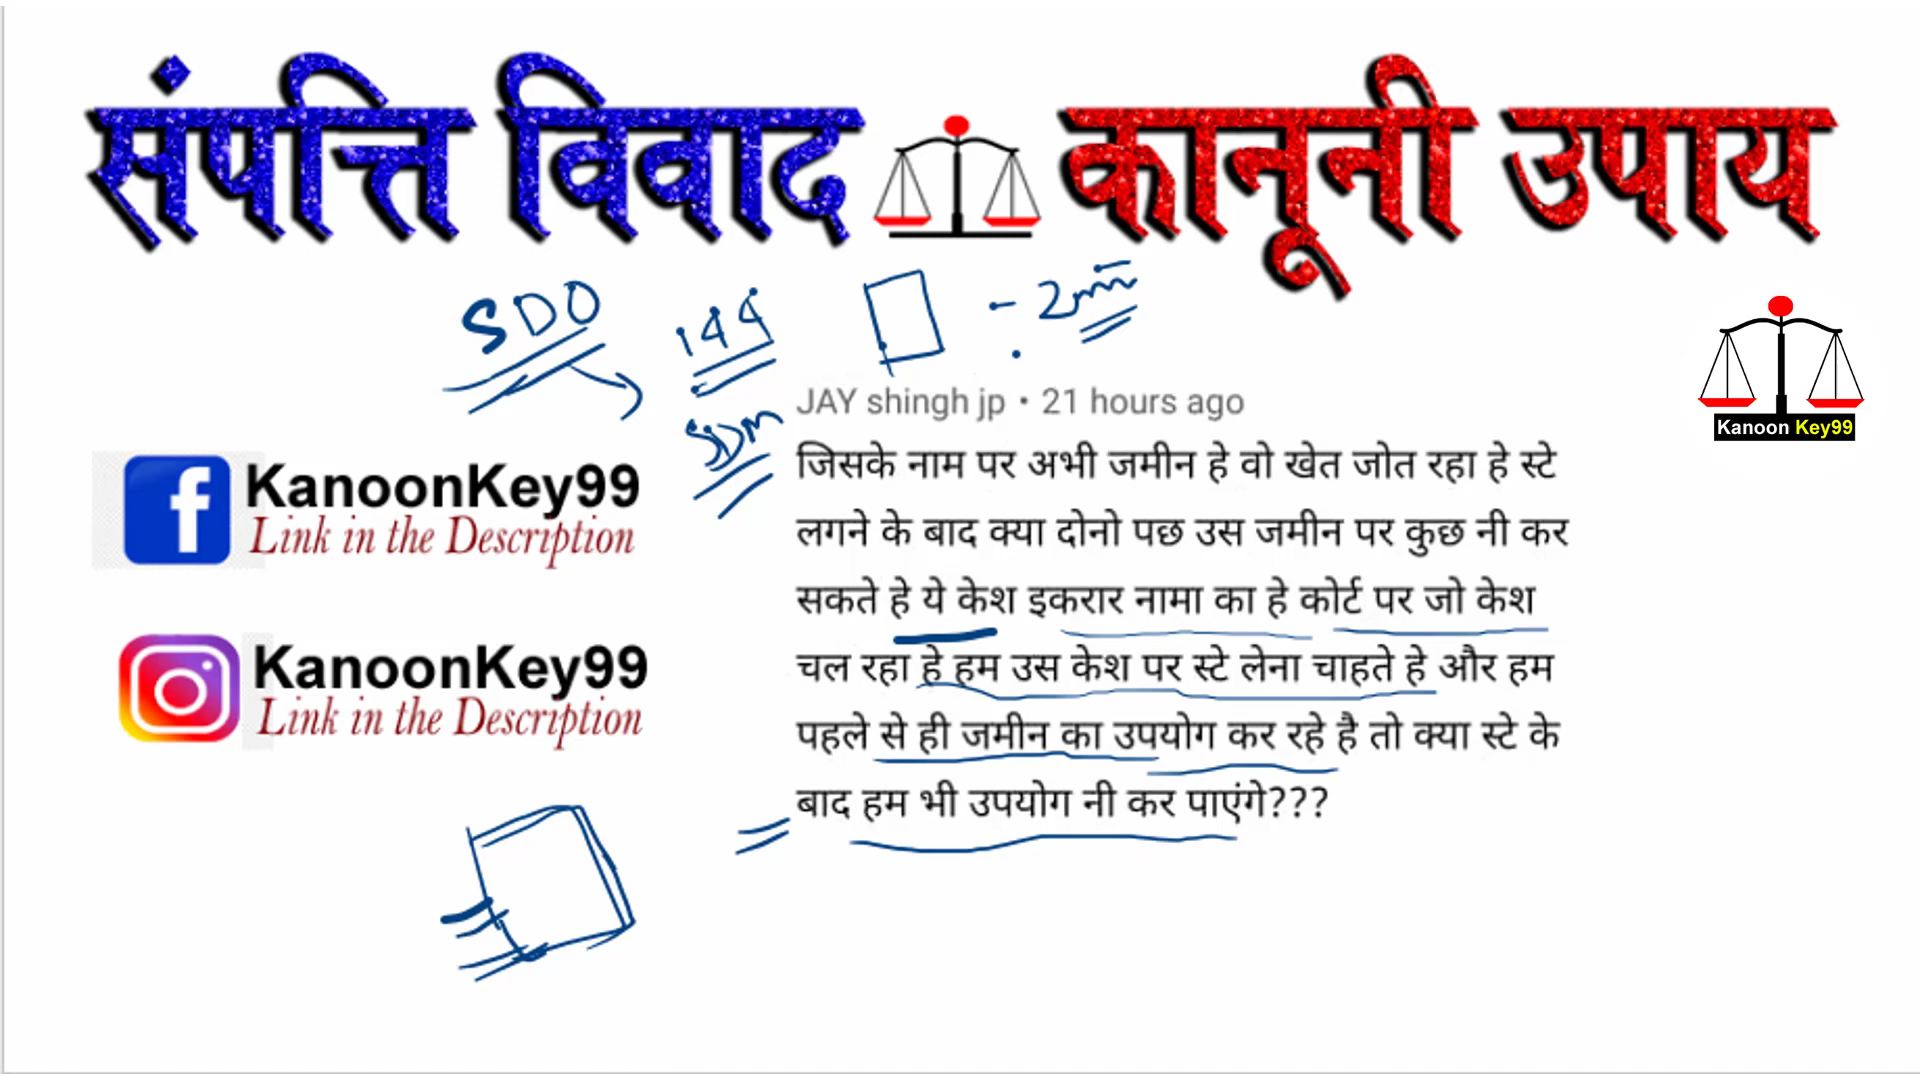 संपत्ति विवाद कानूनी उपाय
SDO
144
- 2
SDM
Kanoon Key99
JAY shingh jp • 21 hours ago
जिसके नाम पर अभी जमीन हे वो खेत जोत रहा हे स्टे
लगने के बाद क्या दोनो पछ उस जमीन पर कुछ नी कर
सकते हे ये केश इकरार नामा का हे कोर्ट पर जो केश
चल रहा हे हम उस केश पर स्टे लेना चाहते हे और हम
पहले से ही जमीन का उपयोग कर रहे है तो क्या स्टे के
बाद हम भी उपयोग नी कर पाएंगे???
KanoonKey99
Link in the Description
KanoonKey99
Link in the Description